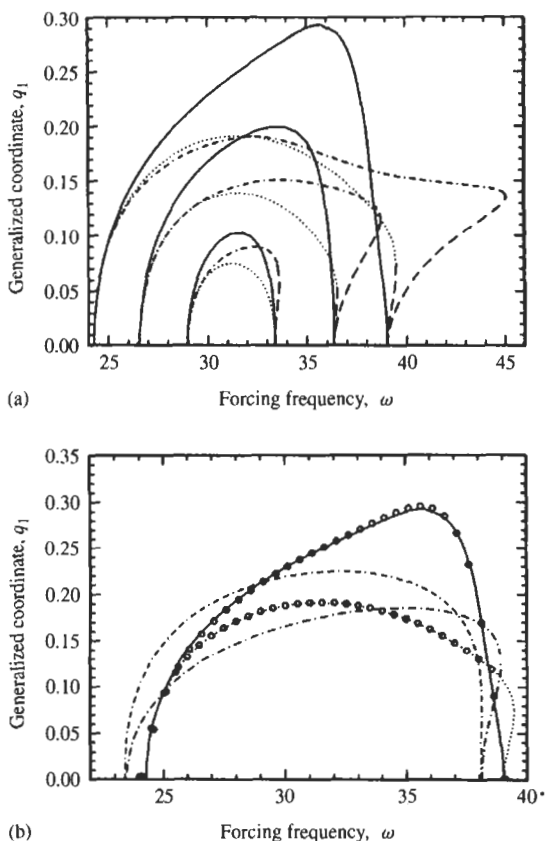 0.30
0.25
0.20
0.15
0.10
0.05
0.00
Generalized coordinate, q₁
25 30 35 40 45
(a)
Forcing frequency, ω
0.35
0.30
0.25
0.20
0.15
0.10
0.05
0.00
Generalized coordinate, q₁
25 30 35 40
(b)
Forcing frequency, ω